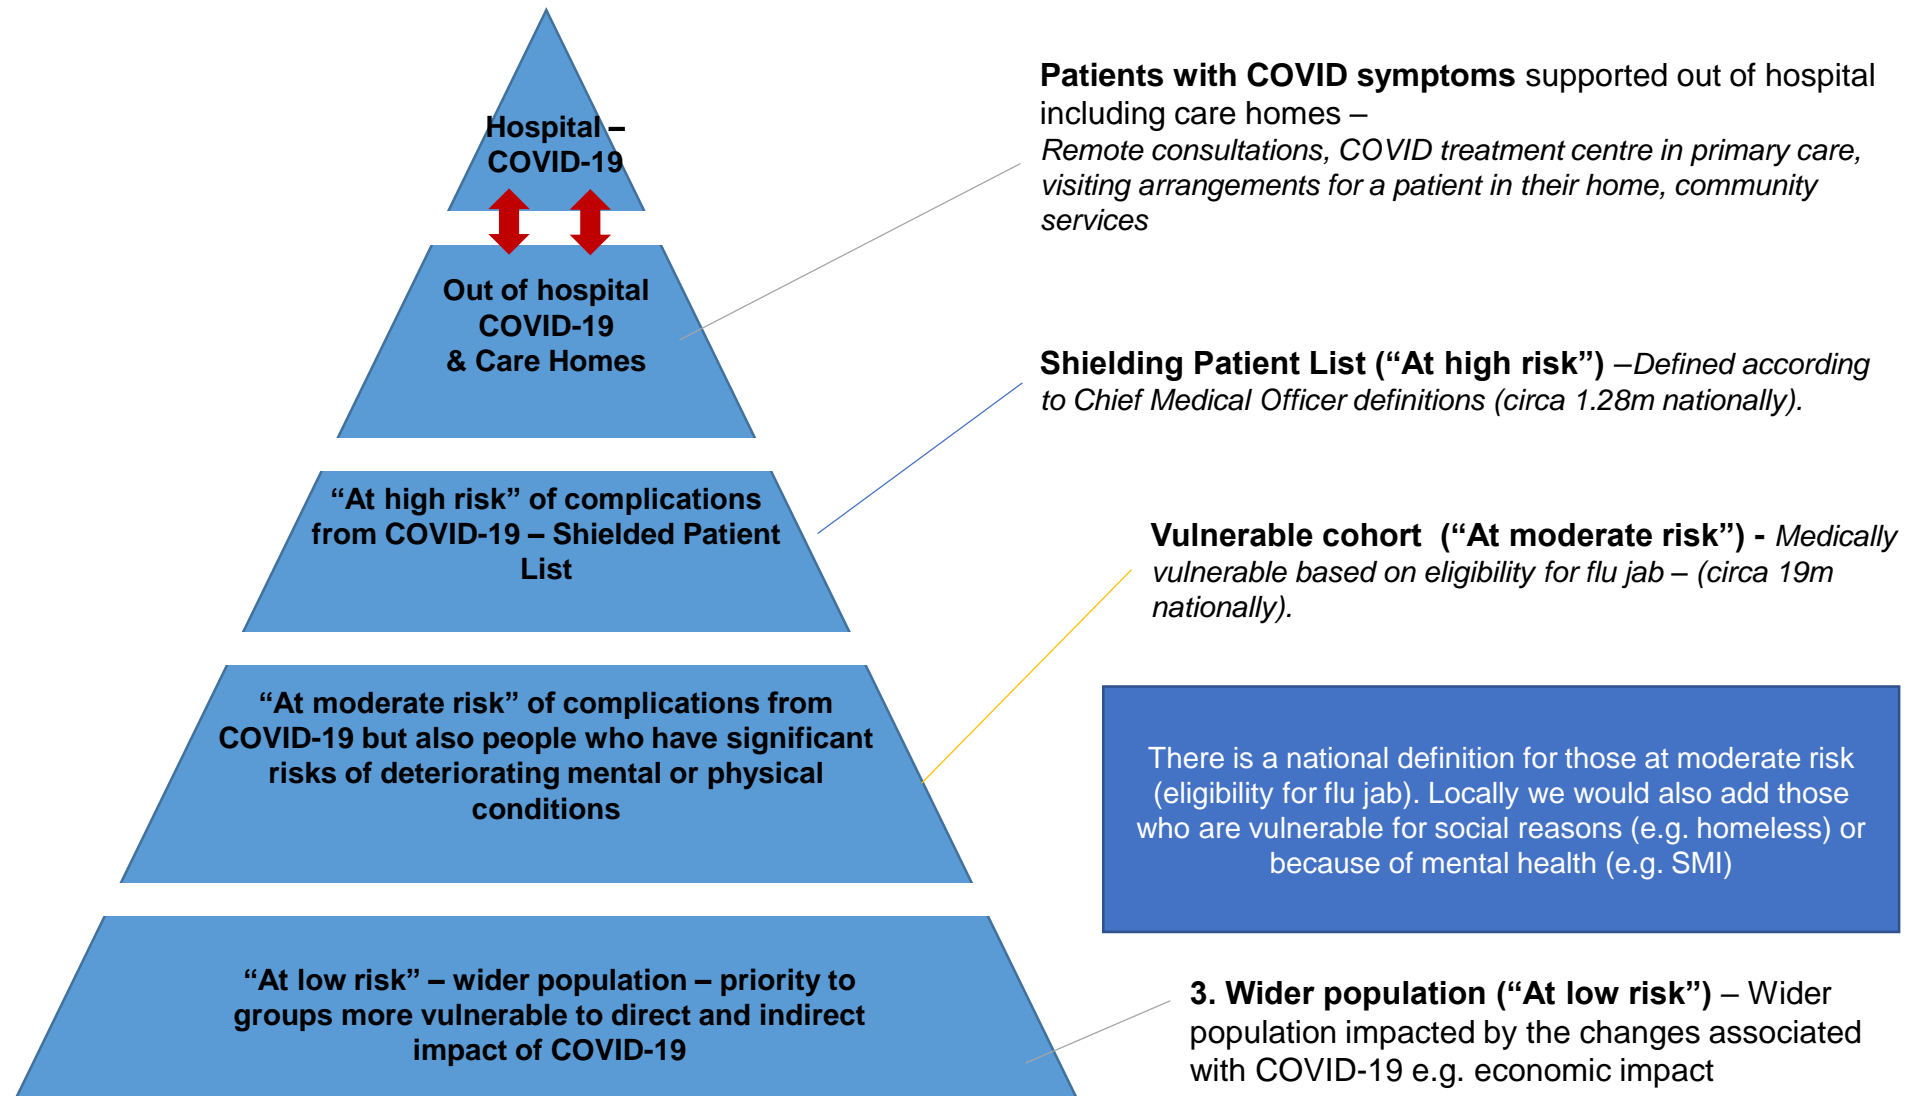 Hospital –
COVID-19
Out of hospital
COVID-19
& Care Homes
“At high risk” of complications
from COVID-19 – Shielded Patient
List
“At moderate risk” of complications from
COVID-19 but also people who have significant
risks of deteriorating mental or physical
conditions
“At low risk” – wider population – priority to
groups more vulnerable to direct and indirect
impact of COVID-19
Patients with COVID symptoms supported out of hospital
including care homes –
Remote consultations, COVID treatment centre in primary care,
visiting arrangements for a patient in their home, community
services
Shielding Patient List (“At high risk”) –Defined according
to Chief Medical Officer definitions (circa 1.28m nationally).
Vulnerable cohort  (“At moderate risk”) - Medically
vulnerable based on eligibility for flu jab – (circa 19m
nationally).
There is a national definition for those at moderate risk
(eligibility for flu jab). Locally we would also add those
who are vulnerable for social reasons (e.g. homeless) or
because of mental health (e.g. SMI)
3. Wider population (“At low risk”) – Wider
population impacted by the changes associated
with COVID-19 e.g. economic impact